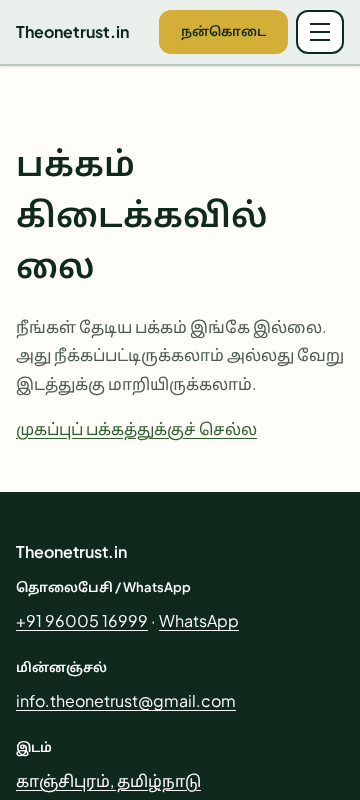 Theonetrust.in
நன்கொடை
பக்கம்
கிடைக்கவில்
லை
நீங்கள் தேடிய பக்கம் இங்கே இல்லை.
அது நீக்கப்பட்டிருக்கலாம் அல்லது வேறு
இடத்துக்கு மாறியிருக்கலாம்.
முகப்புப் பக்கத்துக்குச் செல்ல
Theonetrust.in
தொலைபேசி / WhatsApp
+91 96005 16999 · WhatsApp
மின்னஞ்சல்
info.theonetrust@gmail.com
இடம்
காஞ்சிபுரம், தமிழ்நாடு